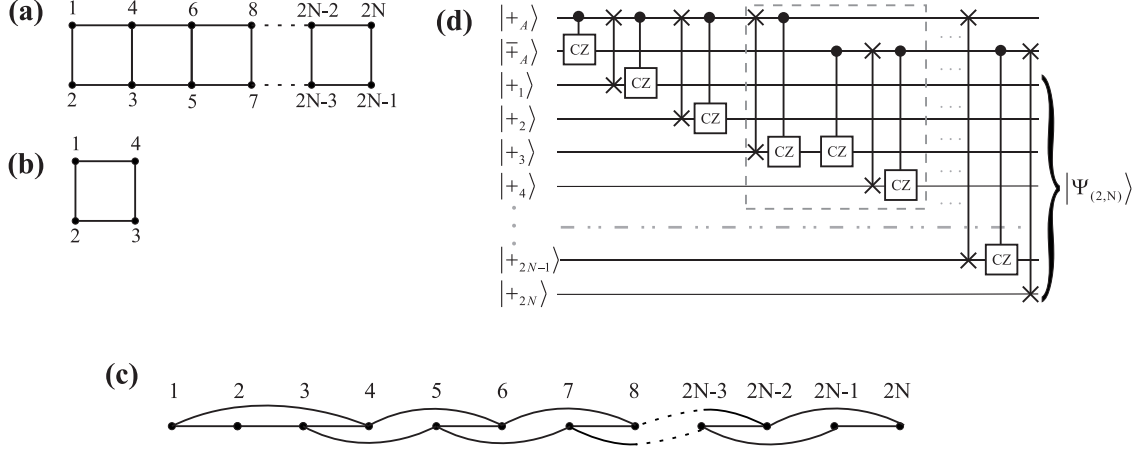 (a)
1 4 6 8 2N-2 2N
2 3 5 7 2N-3 2N-1
(b)
1 4
2 3
(d)
|+_A⟩
|+̅_A⟩
CZ
|+_1⟩
CZ
|+_2⟩
CZ
|+_3⟩
CZ CZ
|+_4⟩
CZ
|+_{2N-1}⟩
CZ
|+_{2N}⟩
|Ψ_{(2,N)}⟩
(c)
1 2 3 4 5 6 7 8 2N-3 2N-2 2N-1 2N